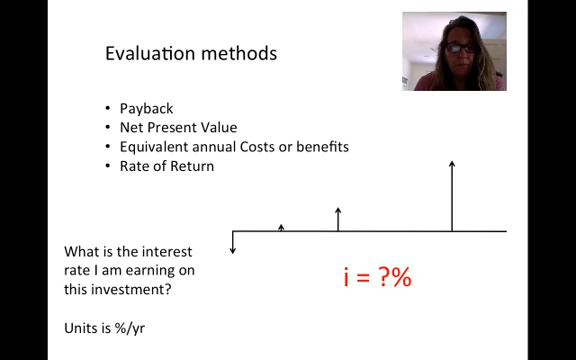 Evaluation methods
• Payback
• Net Present Value
• Equivalent annual Costs or benefits
• Rate of Return
What is the interest
rate I am earning on
this investment?
i = ?%
Units is %/yr